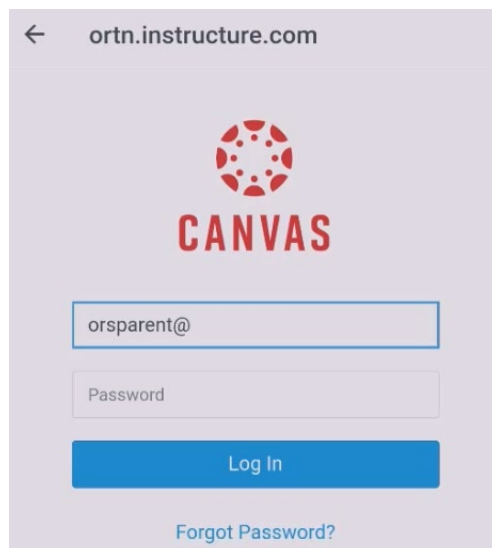 ortn.instructure.com
CANVAS
orsparent@
Password
Log In
Forgot Password?